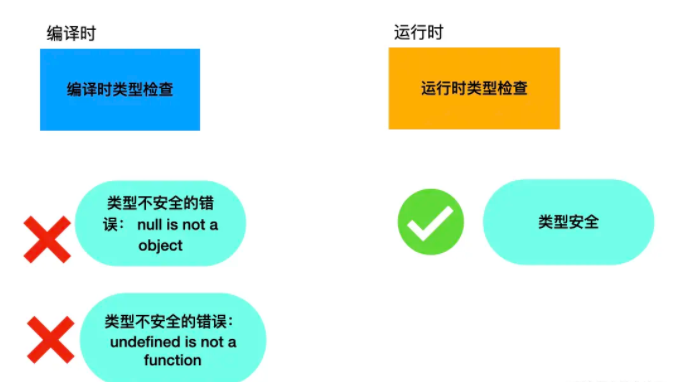 编译时
运行时
编译时类型检查
运行时类型检查
类型不安全的错
误： null is not a
object
类型安全
类型不安全的错误：
undefined is not a
function